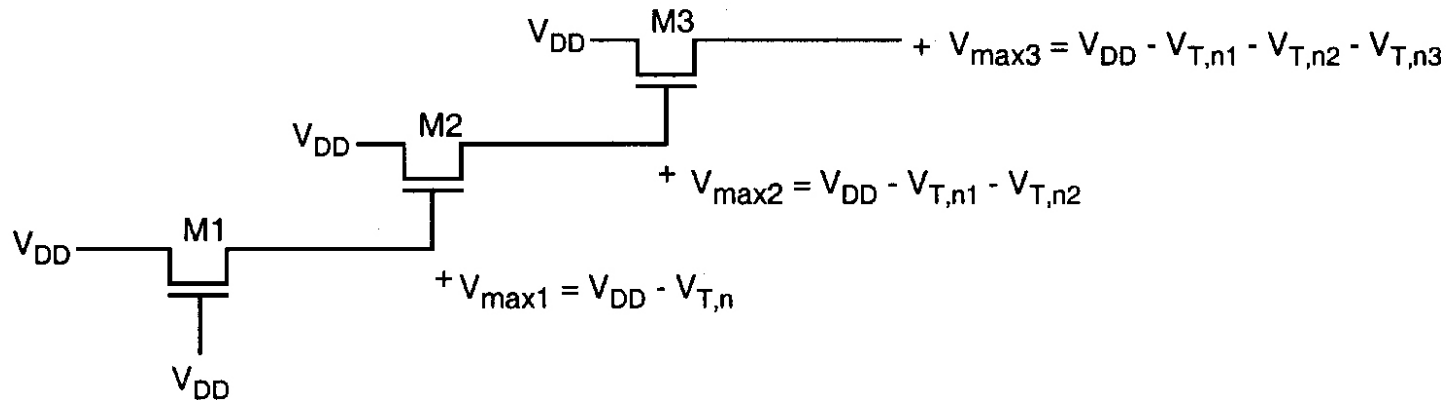 M3
V_DD
+ V_max3 = V_DD - V_T,n1 - V_T,n2 - V_T,n3
M2
V_DD
+ V_max2 = V_DD - V_T,n1 - V_T,n2
M1
V_DD
+ V_max1 = V_DD - V_T,n
V_DD